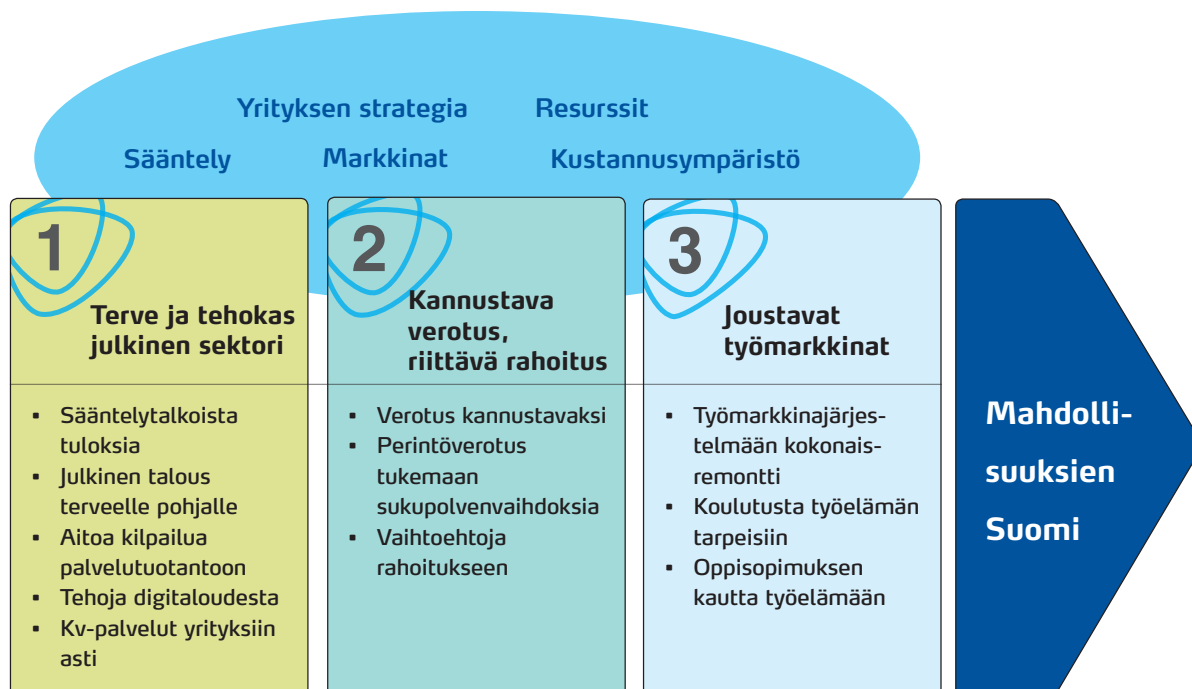 Yrityksen strategia
Resurssit
Sääntely
Markkinat
Kustannusympäristö
1
Terve ja tehokas
julkinen sektori
▪ Sääntelytalkoista
tuloksia
▪ Julkinen talous
terveelle pohjalle
▪ Aitoa kilpailua
palvelutuotantoon
▪ Tehoja digitaloudesta
▪ Kv-palvelut yrityksiin
asti
2
Kannustava
verotus,
riittävä rahoitus
▪ Verotus kannustavaksi
▪ Perintöverotus
tukemaan
sukupolvenvaihdoksia
▪ Vaihtoehtoja
rahoitukseen
3
Joustavat
työmarkkinat
▪ Työmarkkinajärjes-
telmään kokonais-
remontti
▪ Koulutusta työelämän
tarpeisiin
▪ Oppisopimuksen
kautta työelämään
Mahdolli-
suuksien
Suomi